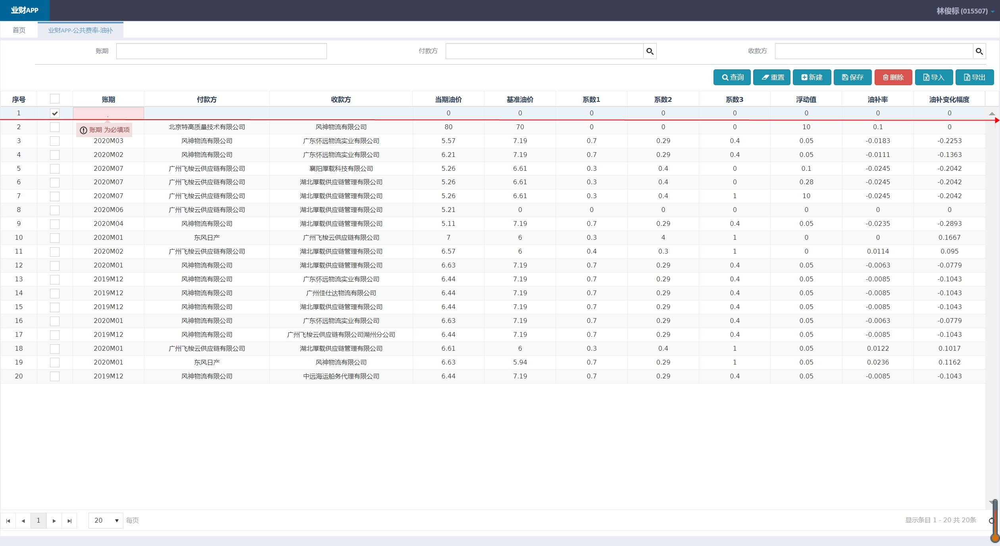 业财APP 林俊标 (015507)
首页 业财APP-公共费率-油补
账期 付款方 收款方
查询 重置 新建 保存 删除 导入 导出
序号 账期 付款方 收款方 当期油价 基准油价 系数1 系数2 系数3 浮动值 油补率 油补变化幅度
1 0 0 0 0 0 0 0 0
账期 为必填项
2 北京特高质量技术有限公司 风神物流有限公司 80 70 0 0 0 10 0.1 0
3 2020M03 风神物流有限公司 广东怀远物流实业有限公司 5.57 7.19 0.7 0.29 0.4 0.05 -0.0183 -0.2253
4 2020M02 风神物流有限公司 广东怀远物流实业有限公司 6.21 7.19 0.7 0.29 0.4 0.05 -0.0111 -0.1363
5 2020M07 广州飞梭云供应链有限公司 襄阳厚载科技有限公司 5.26 6.61 0.3 0.4 0 0.1 -0.0245 -0.2042
6 2020M07 广州飞梭云供应链有限公司 湖北厚载供应链管理有限公司 5.26 6.61 0.3 0.4 0 0.28 -0.0245 -0.2042
7 2020M07 广州飞梭云供应链有限公司 湖北厚载供应链管理有限公司 5.26 6.61 0.3 0.4 1 10 -0.0245 -0.2042
8 2020M06 广州飞梭云供应链有限公司 湖北厚载供应链管理有限公司 5.21 0 0 0 0 0 0 0
9 2020M04 风神物流有限公司 湖北厚载供应链管理有限公司 5.11 7.19 0.7 0.29 0.4 0.05 -0.0235 -0.2893
10 2020M01 东风日产 广州飞梭云供应链有限公司 7 6 0.3 4 1 0 0 0.1667
11 2020M02 广州飞梭云供应链有限公司 湖北厚载供应链管理有限公司 6.57 6 0.4 0.3 1 0 0.0114 0.095
12 2020M01 风神物流有限公司 湖北厚载供应链管理有限公司 6.63 7.19 0.7 0.29 0.4 0.05 -0.0063 -0.0779
13 2019M12 风神物流有限公司 广东怀远物流实业有限公司 6.44 7.19 0.7 0.29 0.4 0.05 -0.0085 -0.1043
14 2019M12 风神物流有限公司 广州佳仕达物流有限公司 6.44 7.19 0.7 0.29 0.4 0.05 -0.0085 -0.1043
15 2019M12 风神物流有限公司 湖北厚载供应链管理有限公司 6.44 7.19 0.7 0.29 0.4 0.05 -0.0085 -0.1043
16 2020M01 风神物流有限公司 广东怀远物流实业有限公司 6.63 7.19 0.7 0.29 0.4 0.05 -0.0063 -0.0779
17 2019M12 风神物流有限公司 广州飞梭云供应链有限公司湖州分公司 6.44 7.19 0.7 0.29 0.4 0.05 -0.0085 -0.1043
18 2020M01 广州飞梭云供应链有限公司 湖北厚载供应链管理有限公司 6.61 6 0.3 0.4 1 0.05 0.0122 0.1017
19 2020M01 东风日产 风神物流有限公司 6.63 5.94 0.7 0.29 1 0.05 0.0236 0.1162
20 2019M12 风神物流有限公司 中远海运船务代理有限公司 6.44 7.19 0.7 0.29 0.4 0.05 -0.0085 -0.1043
1 20 每页 显示条目 1 - 20 共 20条